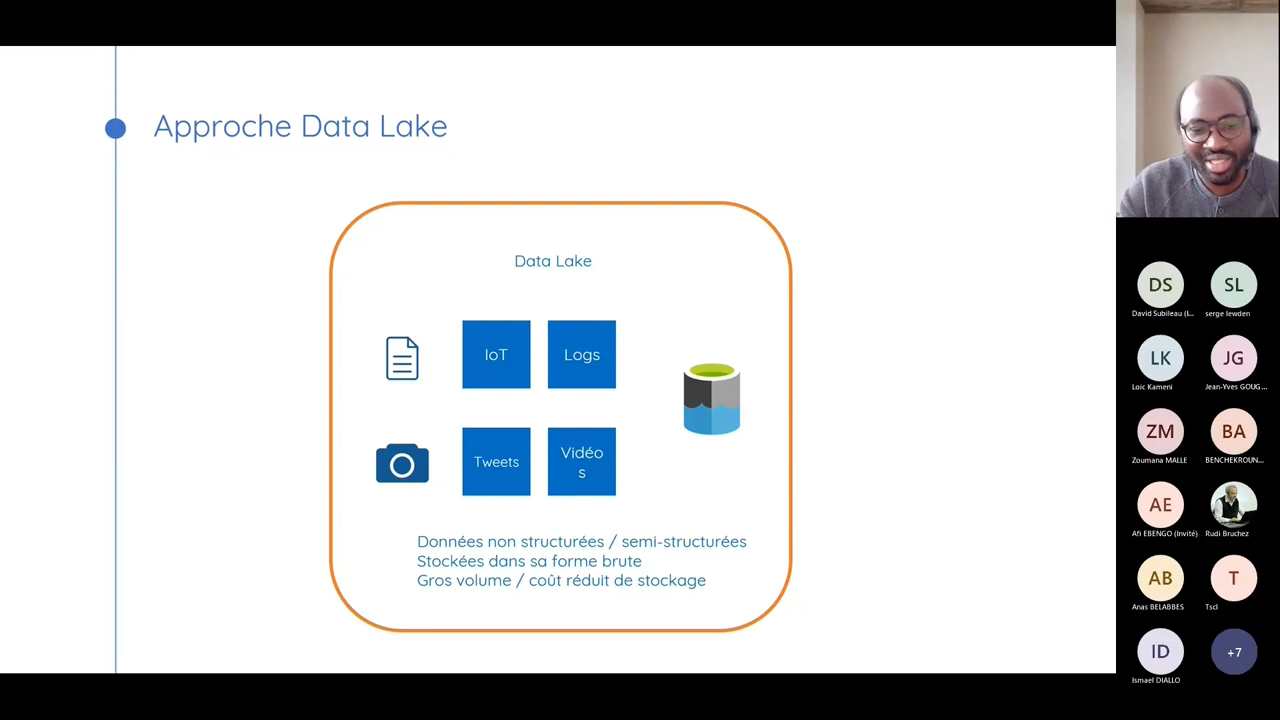 Approche Data Lake
Data Lake
IoT
Logs
Tweets
Vidéo
s
Données non structurées / semi-structurées
Stockées dans sa forme brute
Gros volume / coût réduit de stockage
DS
SL
David Subileau (L...
serge lewden
LK
JG
Loic Kameni
Jean-Yves GOUG...
ZM
BA
Zoumana MALLE
BENCHEKROUN...
AE
Afi EBENGO (Invité)
Rudi Bruchez
AB
T
Anas BELABBES
Tscl
ID
+7
Ismael DIALLO